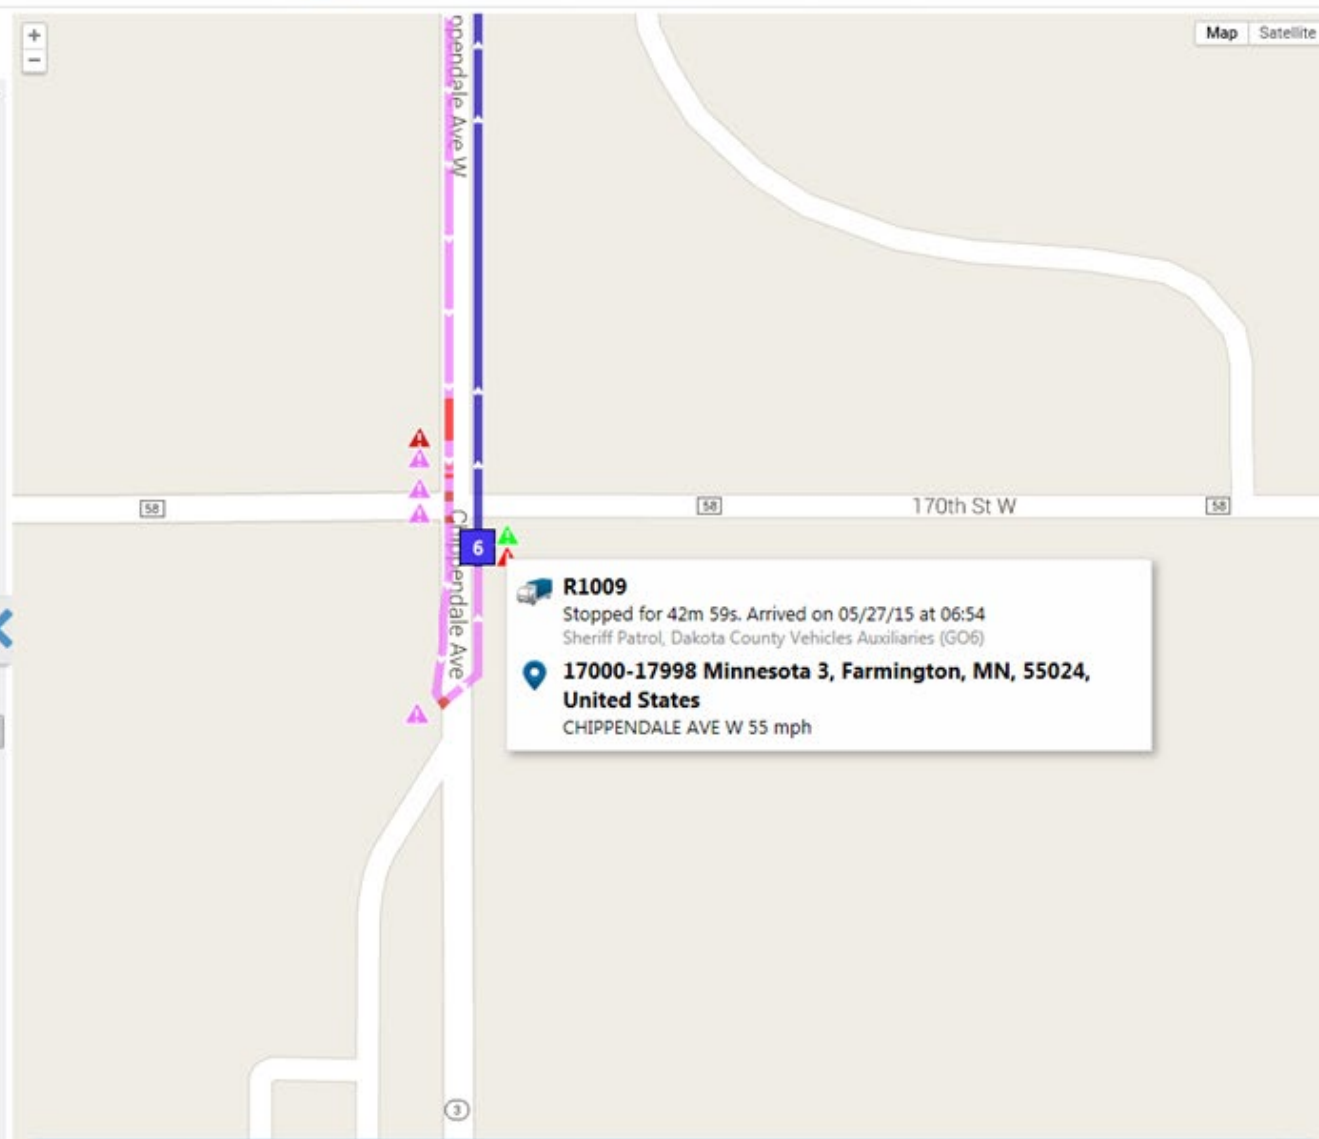 +
−
Map
Satellite
ppendale Ave W
58
58
170th St W
58
Chippendale Ave
6
R1009
Stopped for 42m 59s. Arrived on 05/27/15 at 06:54
Sheriff Patrol, Dakota County Vehicles Auxiliaries (GO6)
17000-17998 Minnesota 3, Farmington, MN, 55024,
United States
CHIPPENDALE AVE W 55 mph
3